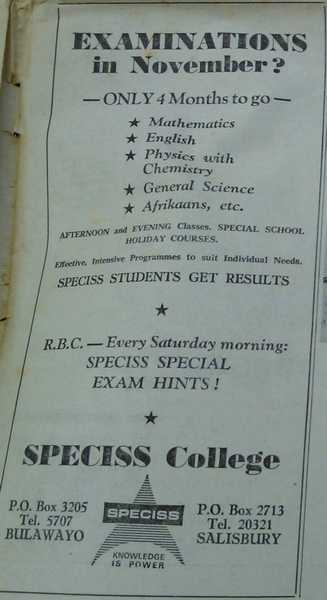 EXAMINATIONS
in November?
— ONLY 4 Months to go —
★ Mathematics
★ English
★ Physics with
Chemistry
★ General Science
★ Afrikaans, etc.
AFTERNOON and EVENING Classes. SPECIAL SCHOOL
HOLIDAY COURSES.
Effective, Intensive Programmes to suit Individual Needs.
SPECISS STUDENTS GET RESULTS
★
R.B.C. — Every Saturday morning:
SPECISS SPECIAL
EXAM HINTS!
★
SPECISS College
P.O. Box 3205
Tel. 5707
BULAWAYO
SPECISS
KNOWLEDGE
IS POWER
P.O. Box 2713
Tel. 20321
SALISBURY